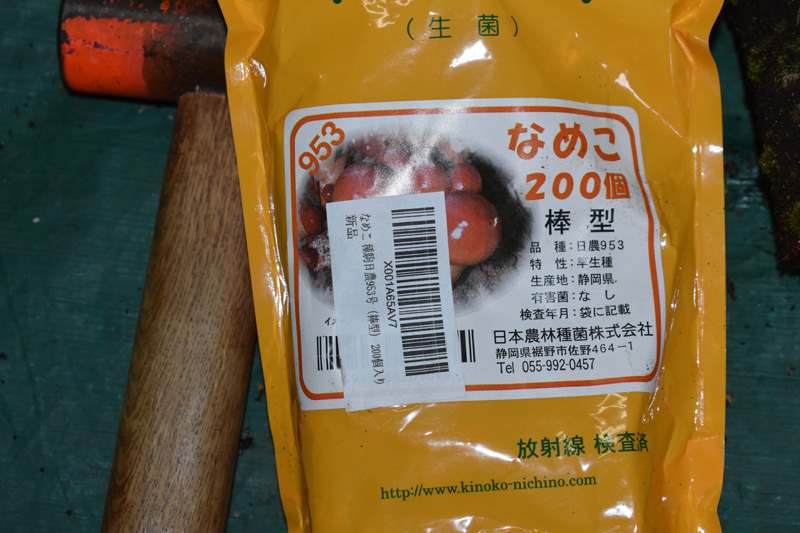 (生菌)
953
なめこ
200個
棒型
品種:日農953
特性:早生種
生産地:静岡県
有害菌:なし
検査年月:袋に記載
日本農林種菌株式会社
静岡県裾野市佐野464-1
Tel 055-992-0457
X001A65AV7
なめこ 種駒日農953号 (棒型) 200個入り
新品
放射線 検査済
http://www.kinoko-nichino.com